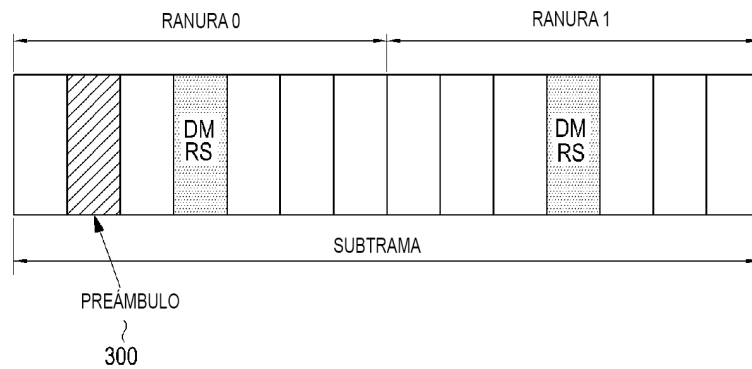 RANURA 0
RANURA 1
DM
RS
DM
RS
SUBTRAMA
PREÁMBULO
300